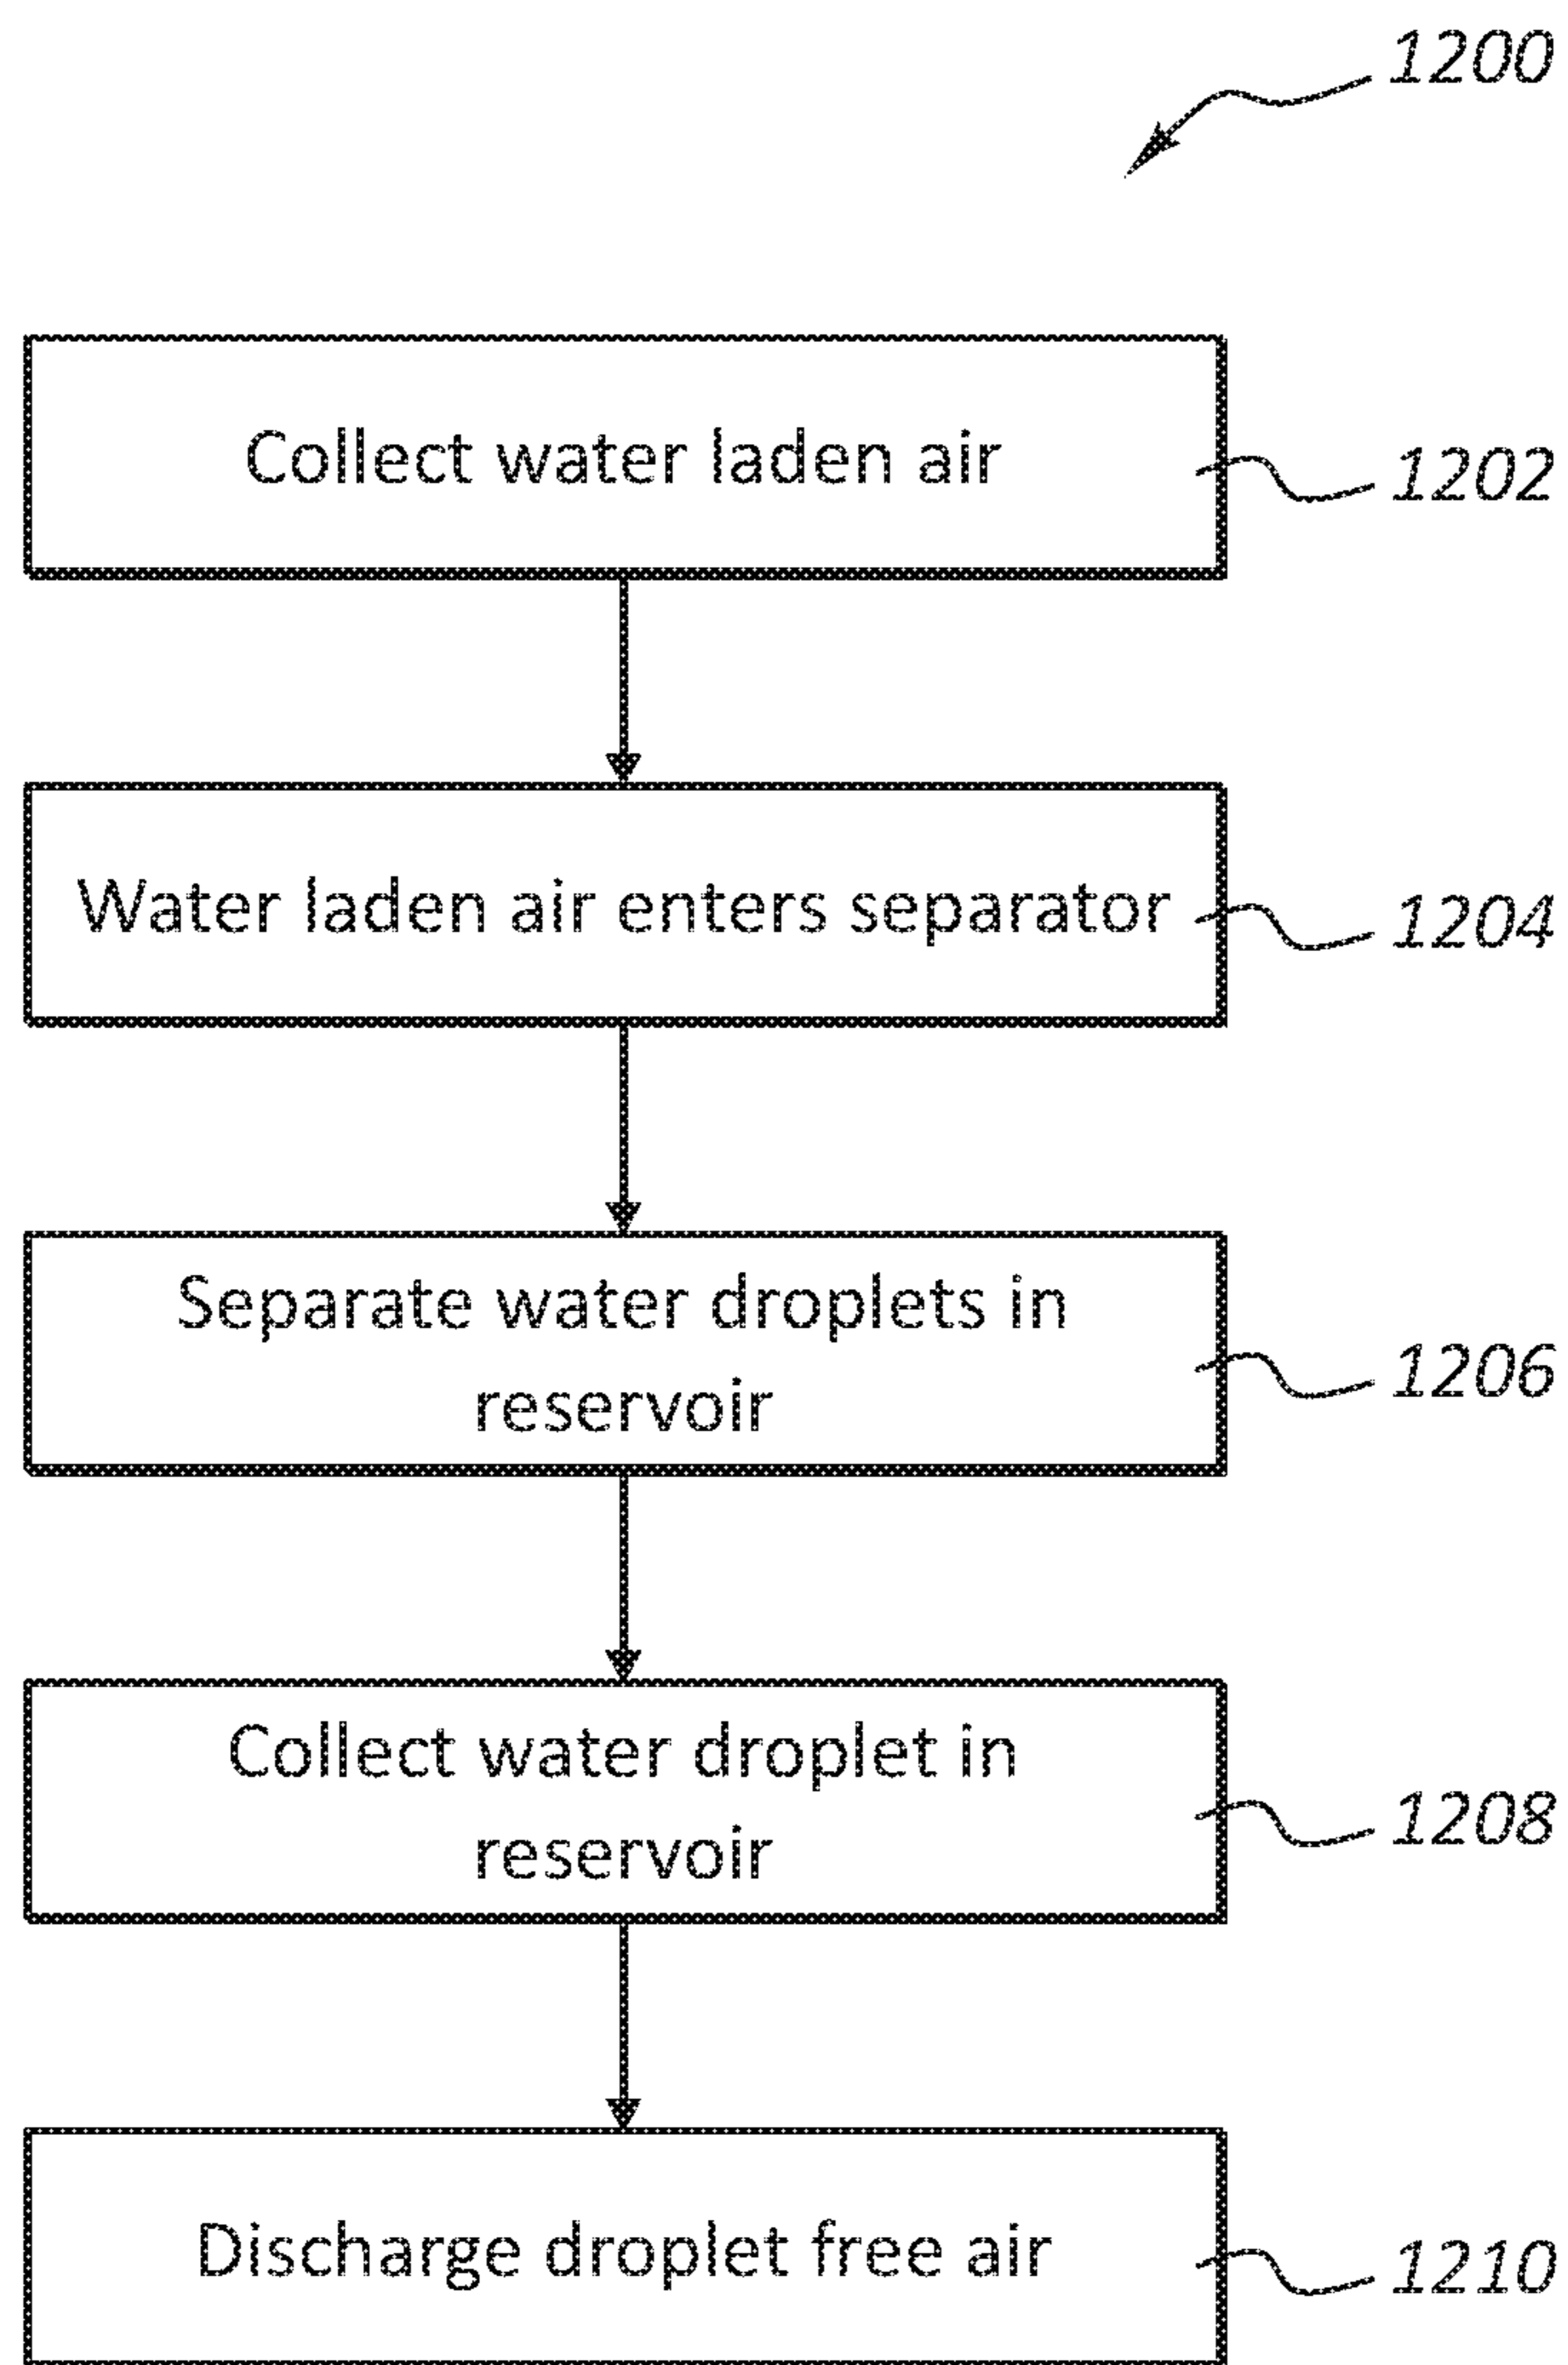 1200
Collect water laden air
1202
Water laden air enters separator
1204
Separate water droplets in
reservoir
1206
Collect water droplet in
reservoir
1208
Discharge droplet free air
1210